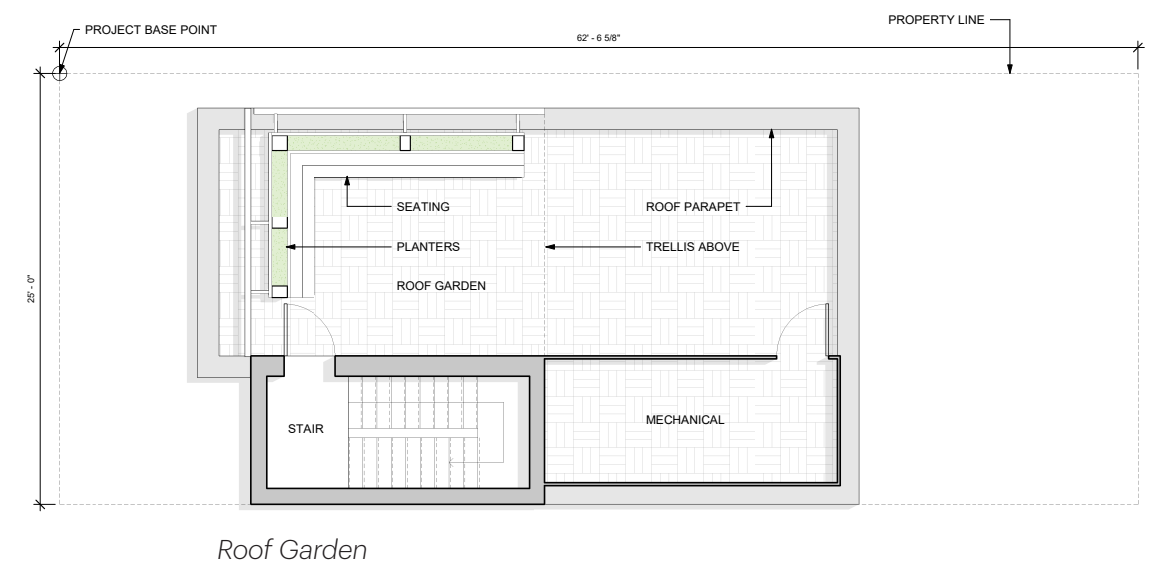 PROJECT BASE POINT
PROPERTY LINE
62' - 6 5/8"
25' - 0"
SEATING
ROOF PARAPET
PLANTERS
TRELLIS ABOVE
ROOF GARDEN
STAIR
MECHANICAL
Roof Garden